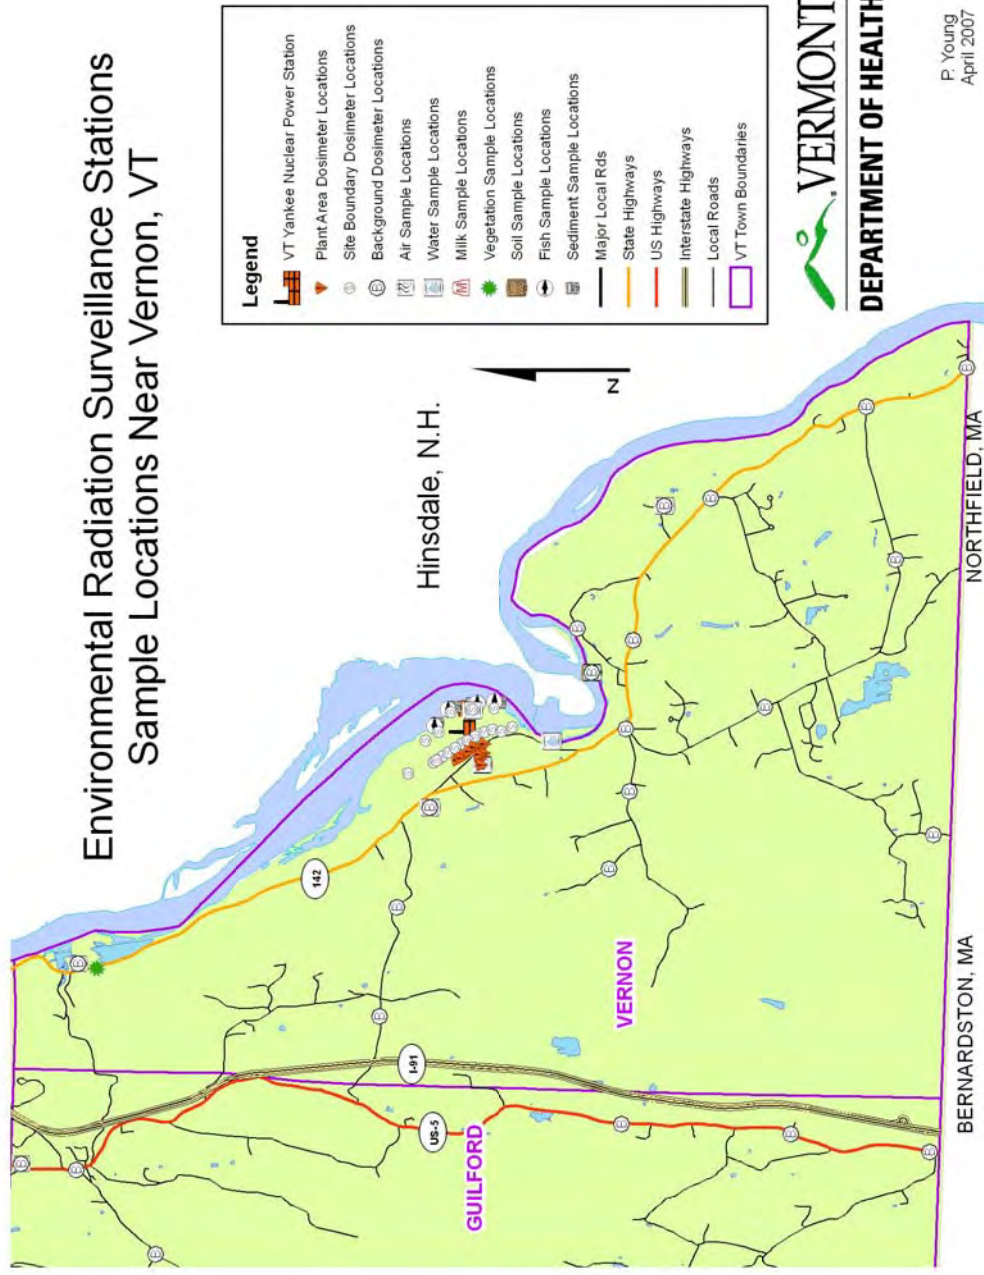 Environmental Radiation Surveillance Stations
Sample Locations Near Vernon, VT
Legend
VT Yankee Nuclear Power Station
Plant Area Dosimeter Locations
S Site Boundary Dosimeter Locations
B Background Dosimeter Locations
Air Sample Locations
Water Sample Locations
M Milk Sample Locations
Vegetation Sample Locations
Soil Sample Locations
Fish Sample Locations
Sediment Sample Locations
Major Local Rds
State Highways
US Highways
Interstate Highways
Local Roads
VT Town Boundaries
VERMONT
DEPARTMENT OF HEALTH
P. Young
April 2007
Hinsdale, N.H.
N
142
I-91
US-5
VERNON
GUILFORD
BERNARDSTON, MA
NORTHFIELD, MA